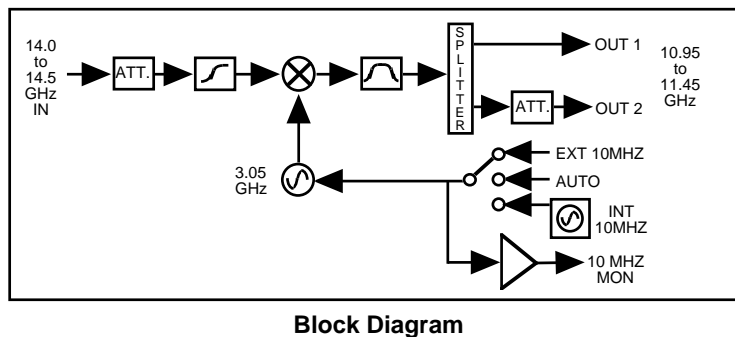 14.0
to
14.5
GHz
IN
ATT.
SPLITTER
OUT 1
ATT.
OUT 2
10.95
to
11.45
GHz
3.05
GHz
EXT 10MHZ
AUTO
INT
10MHZ
10 MHZ
MON
Block Diagram